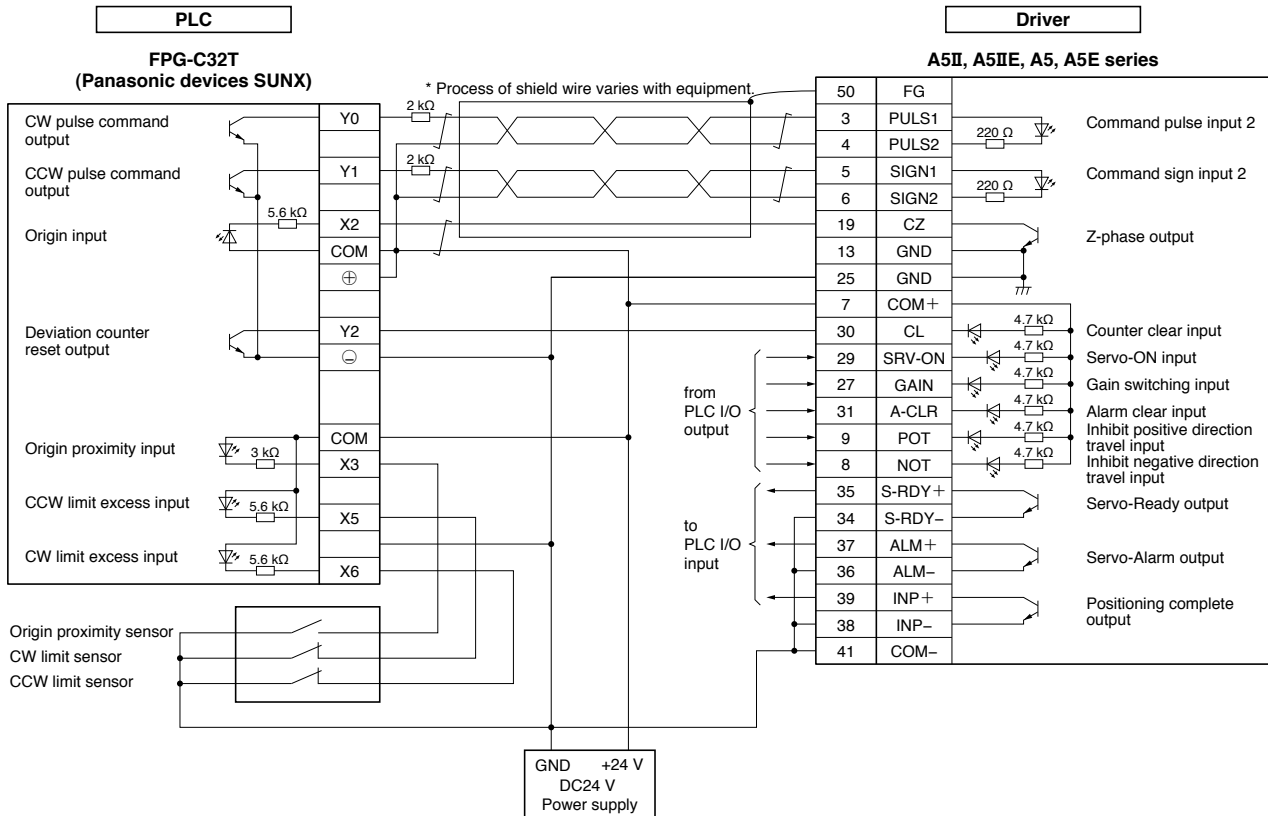 PLC
Driver
FPG-C32T
(Panasonic devices SUNX)
A5II, A5IIE, A5, A5E series
* Process of shield wire varies with equipment.
CW pulse command
output
CCW pulse command
output
Origin input
Deviation counter
reset output
Origin proximity input
CCW limit excess input
CW limit excess input
5.6 kΩ
3 kΩ
5.6 kΩ
5.6 kΩ
Y0
Y1
X2
COM
⊕
Y2
⊖
COM
X3
X5
X6
2 kΩ
2 kΩ
Origin proximity sensor
CW limit sensor
CCW limit sensor
GND +24 V
DC24 V
Power supply
from
PLC I/O
output
to
PLC I/O
input
50 FG
3 PULS1
4 PULS2
5 SIGN1
6 SIGN2
19 CZ
13 GND
25 GND
7 COM+
30 CL
29 SRV-ON
27 GAIN
31 A-CLR
9 POT
8 NOT
35 S-RDY+
34 S-RDY−
37 ALM+
36 ALM−
39 INP+
38 INP−
41 COM−
220 Ω
220 Ω
4.7 kΩ
4.7 kΩ
4.7 kΩ
4.7 kΩ
4.7 kΩ
4.7 kΩ
Command pulse input 2
Command sign input 2
Z-phase output
Counter clear input
Servo-ON input
Gain switching input
Alarm clear input
Inhibit positive direction
travel input
Inhibit negative direction
travel input
Servo-Ready output
Servo-Alarm output
Positioning complete
output